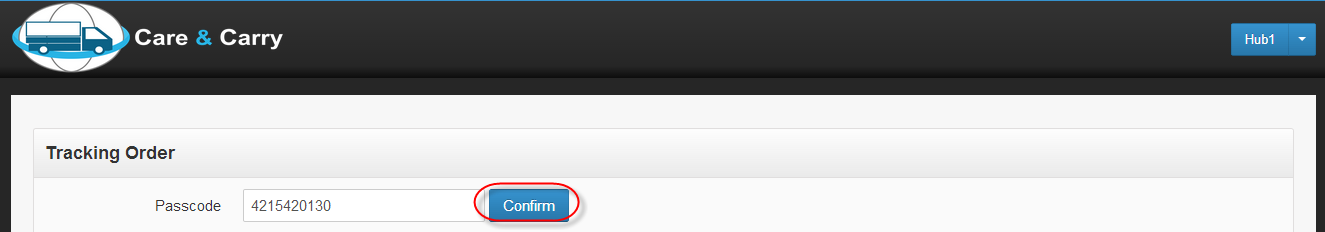 Care & Carry
Hub1
Tracking Order
Passcode 4215420130 Confirm